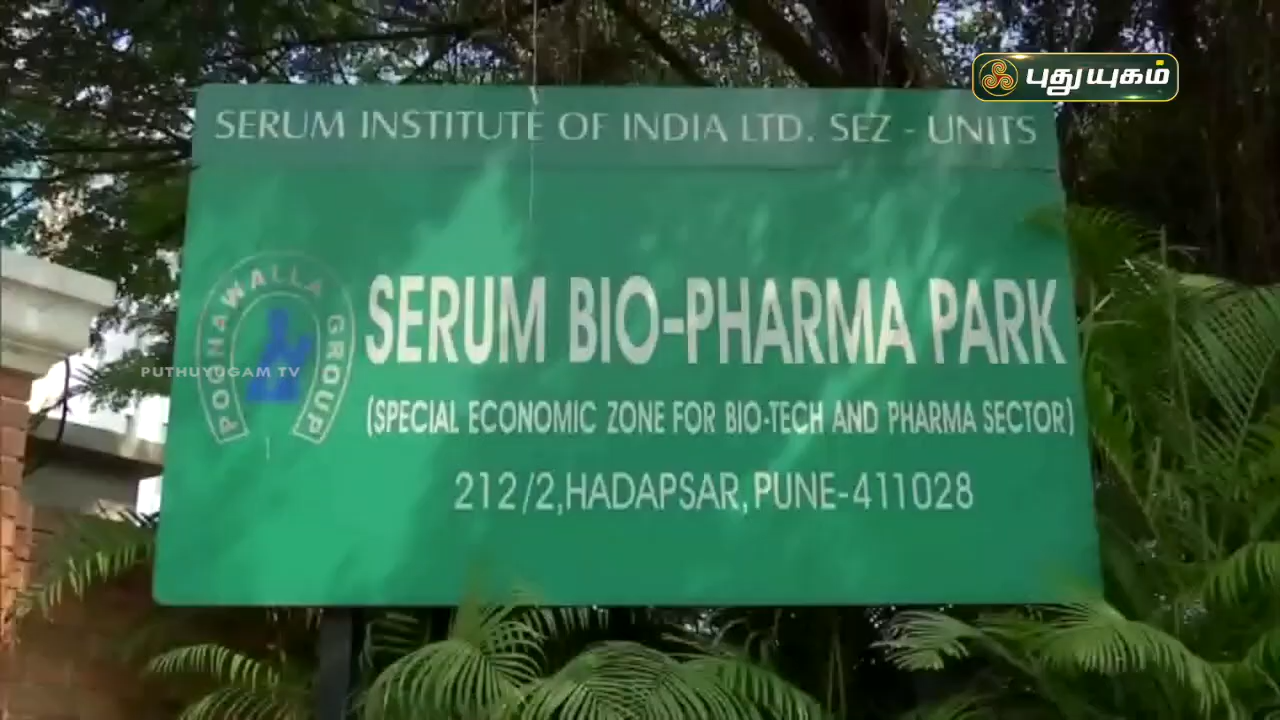 புதுயுகம்
SERUM INSTITUTE OF INDIA LTD. SEZ - UNITS
POONAWALLA GROUP
SERUM BIO-PHARMA PARK
PUTHUYUGAM TV
(SPECIAL ECONOMIC ZONE FOR BIO-TECH AND PHARMA SECTOR)
212/2,HADAPSAR,PUNE-411028